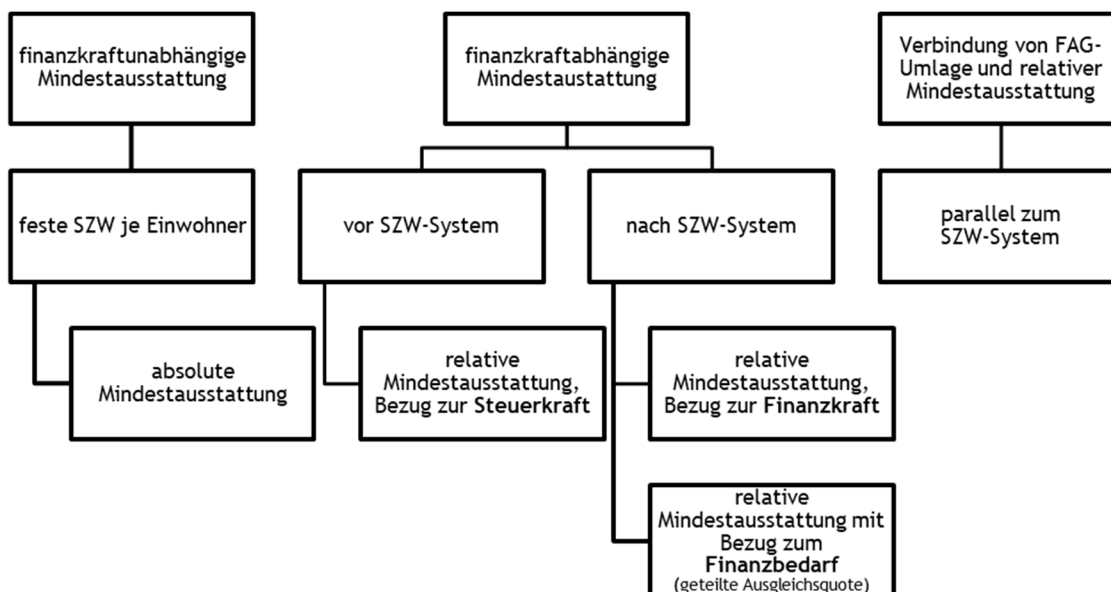 finanzkraftunabhängige
Mindestausstattung
finanzkraftabhängige
Mindestaustattung
Verbindung von FAG-
Umlage und relativer
Mindestausstattung
feste SZW je Einwohner
vor SZW-System
nach SZW-System
parallel zum
SZW-System
absolute
Mindestausstattung
relative
Mindestausstattung,
Bezug zur Steuerkraft
relative
Mindestausstattung,
Bezug zur Finanzkraft
relative
Mindestausstattung mit
Bezug zum
Finanzbedarf
(geteilte Ausgleichsquote)